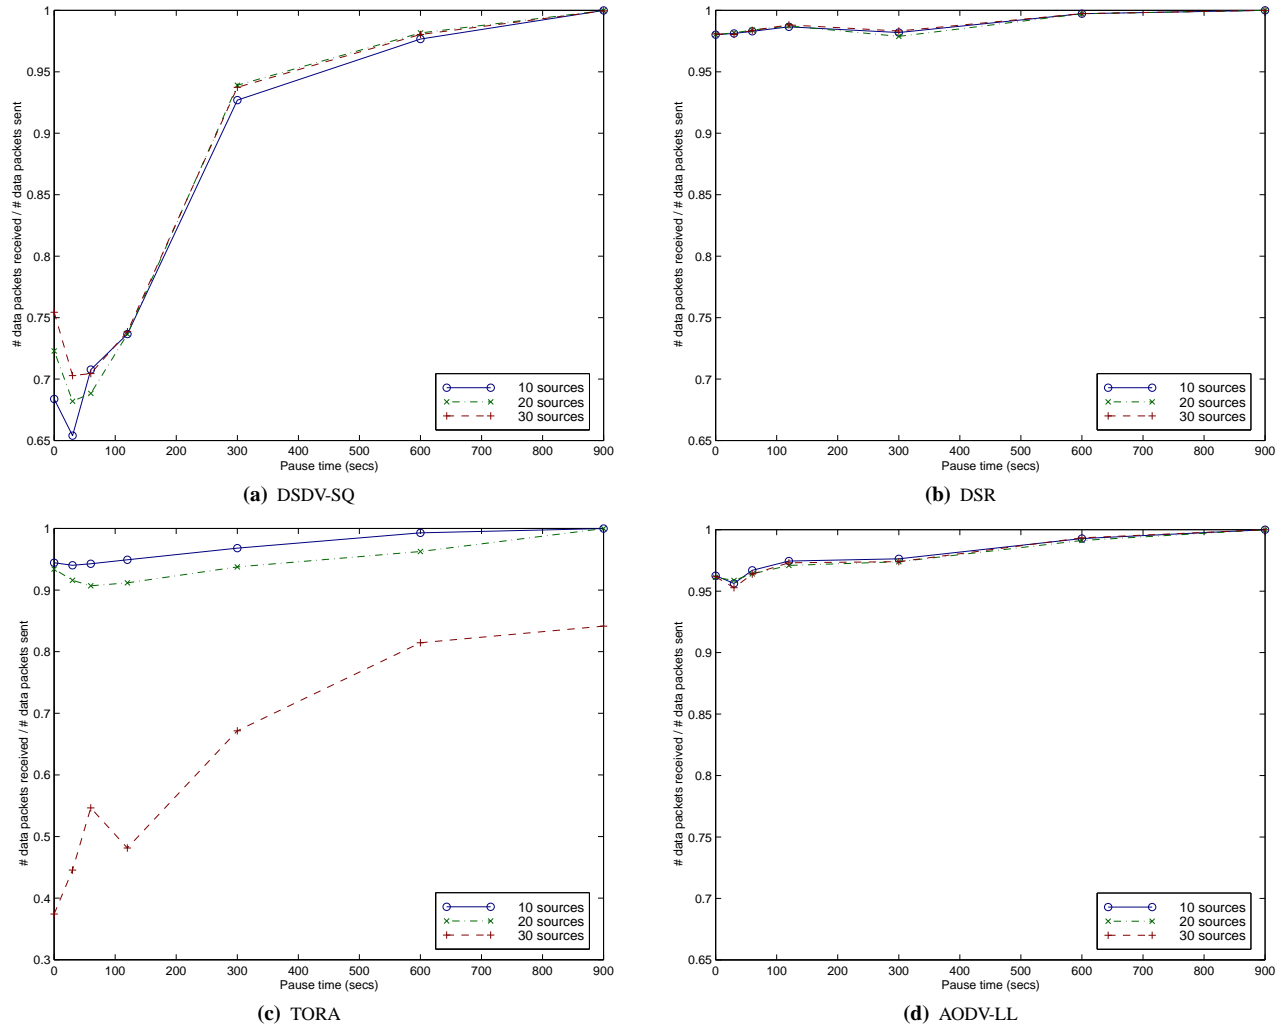 # data packets received / # data packets sent
1
0.95
0.9
0.85
0.8
0.75
0.7
0.65
0 100 200 300 400 500 600 700 800 900
Pause time (secs)
10 sources
20 sources
30 sources
(a) DSDV-SQ
# data packets received / # data packets sent
1
0.95
0.9
0.85
0.8
0.75
0.7
0.65
0 100 200 300 400 500 600 700 800 900
Pause time (secs)
10 sources
20 sources
30 sources
(b) DSR
# data packets received / # data packets sent
1
0.9
0.8
0.7
0.6
0.5
0.4
0.3
0 100 200 300 400 500 600 700 800 900
Pause time (secs)
10 sources
20 sources
30 sources
(c) TORA
# data packets received / # data packets sent
1
0.95
0.9
0.85
0.8
0.75
0.7
0.65
0 100 200 300 400 500 600 700 800 900
Pause time (secs)
10 sources
20 sources
30 sources
(d) AODV-LL